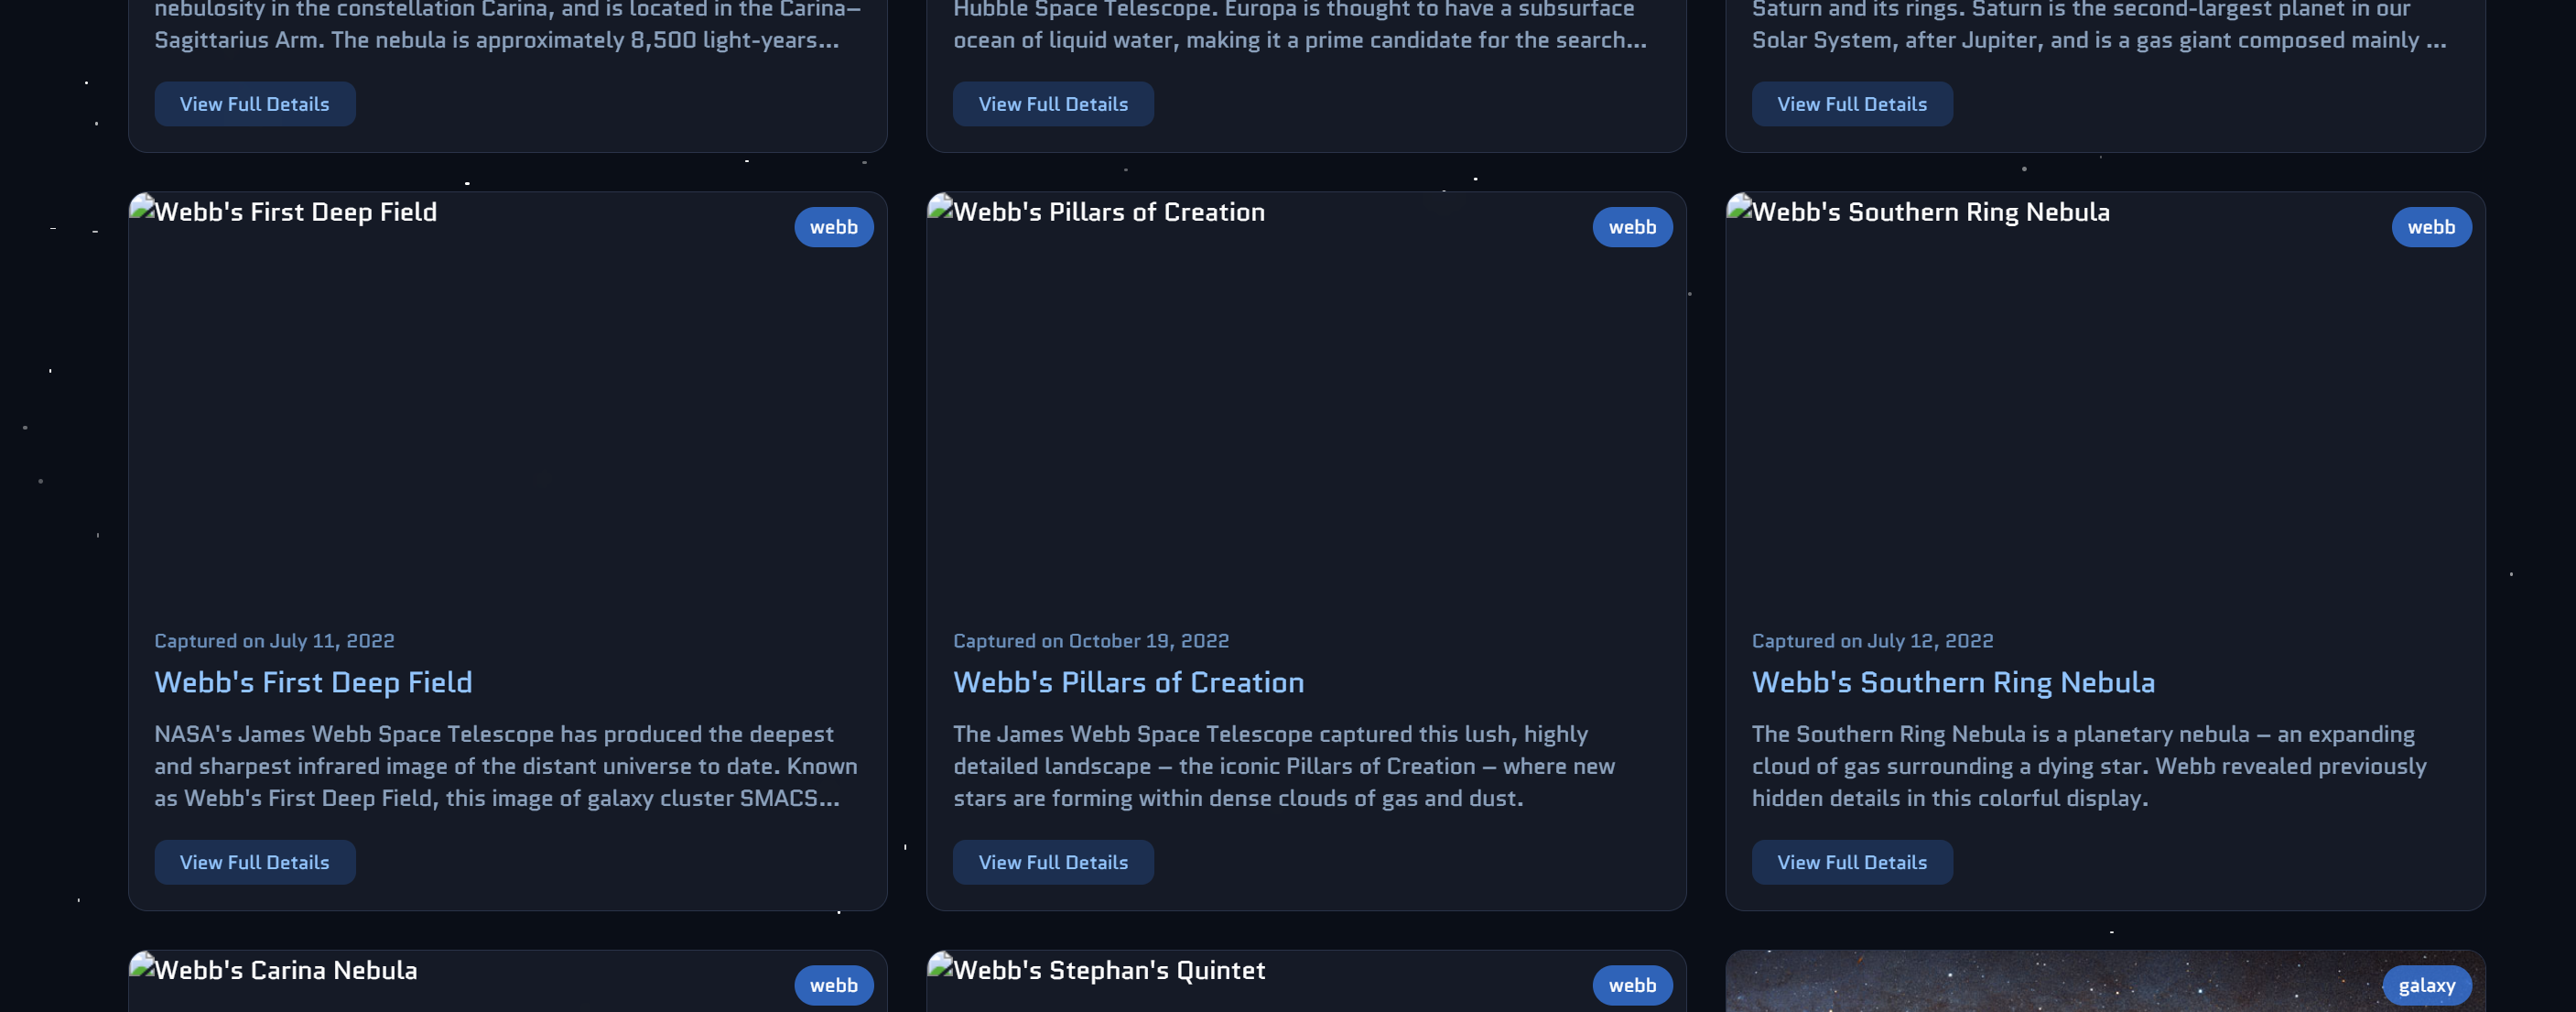 nebulosity in the constellation Carina, and is located in the Carina–
Sagittarius Arm. The nebula is approximately 8,500 light-years...
View Full Details
Hubble Space Telescope. Europa is thought to have a subsurface
ocean of liquid water, making it a prime candidate for the search...
View Full Details
Saturn and its rings. Saturn is the second-largest planet in our
Solar System, after Jupiter, and is a gas giant composed mainly ...
View Full Details
Webb's First Deep Field
webb
Captured on July 11, 2022
Webb's First Deep Field
NASA's James Webb Space Telescope has produced the deepest
and sharpest infrared image of the distant universe to date. Known
as Webb's First Deep Field, this image of galaxy cluster SMACS...
View Full Details
Webb's Pillars of Creation
webb
Captured on October 19, 2022
Webb's Pillars of Creation
The James Webb Space Telescope captured this lush, highly
detailed landscape – the iconic Pillars of Creation – where new
stars are forming within dense clouds of gas and dust.
View Full Details
Webb's Southern Ring Nebula
webb
Captured on July 12, 2022
Webb's Southern Ring Nebula
The Southern Ring Nebula is a planetary nebula – an expanding
cloud of gas surrounding a dying star. Webb revealed previously
hidden details in this colorful display.
View Full Details
Webb's Carina Nebula
webb
Webb's Stephan's Quintet
webb
galaxy